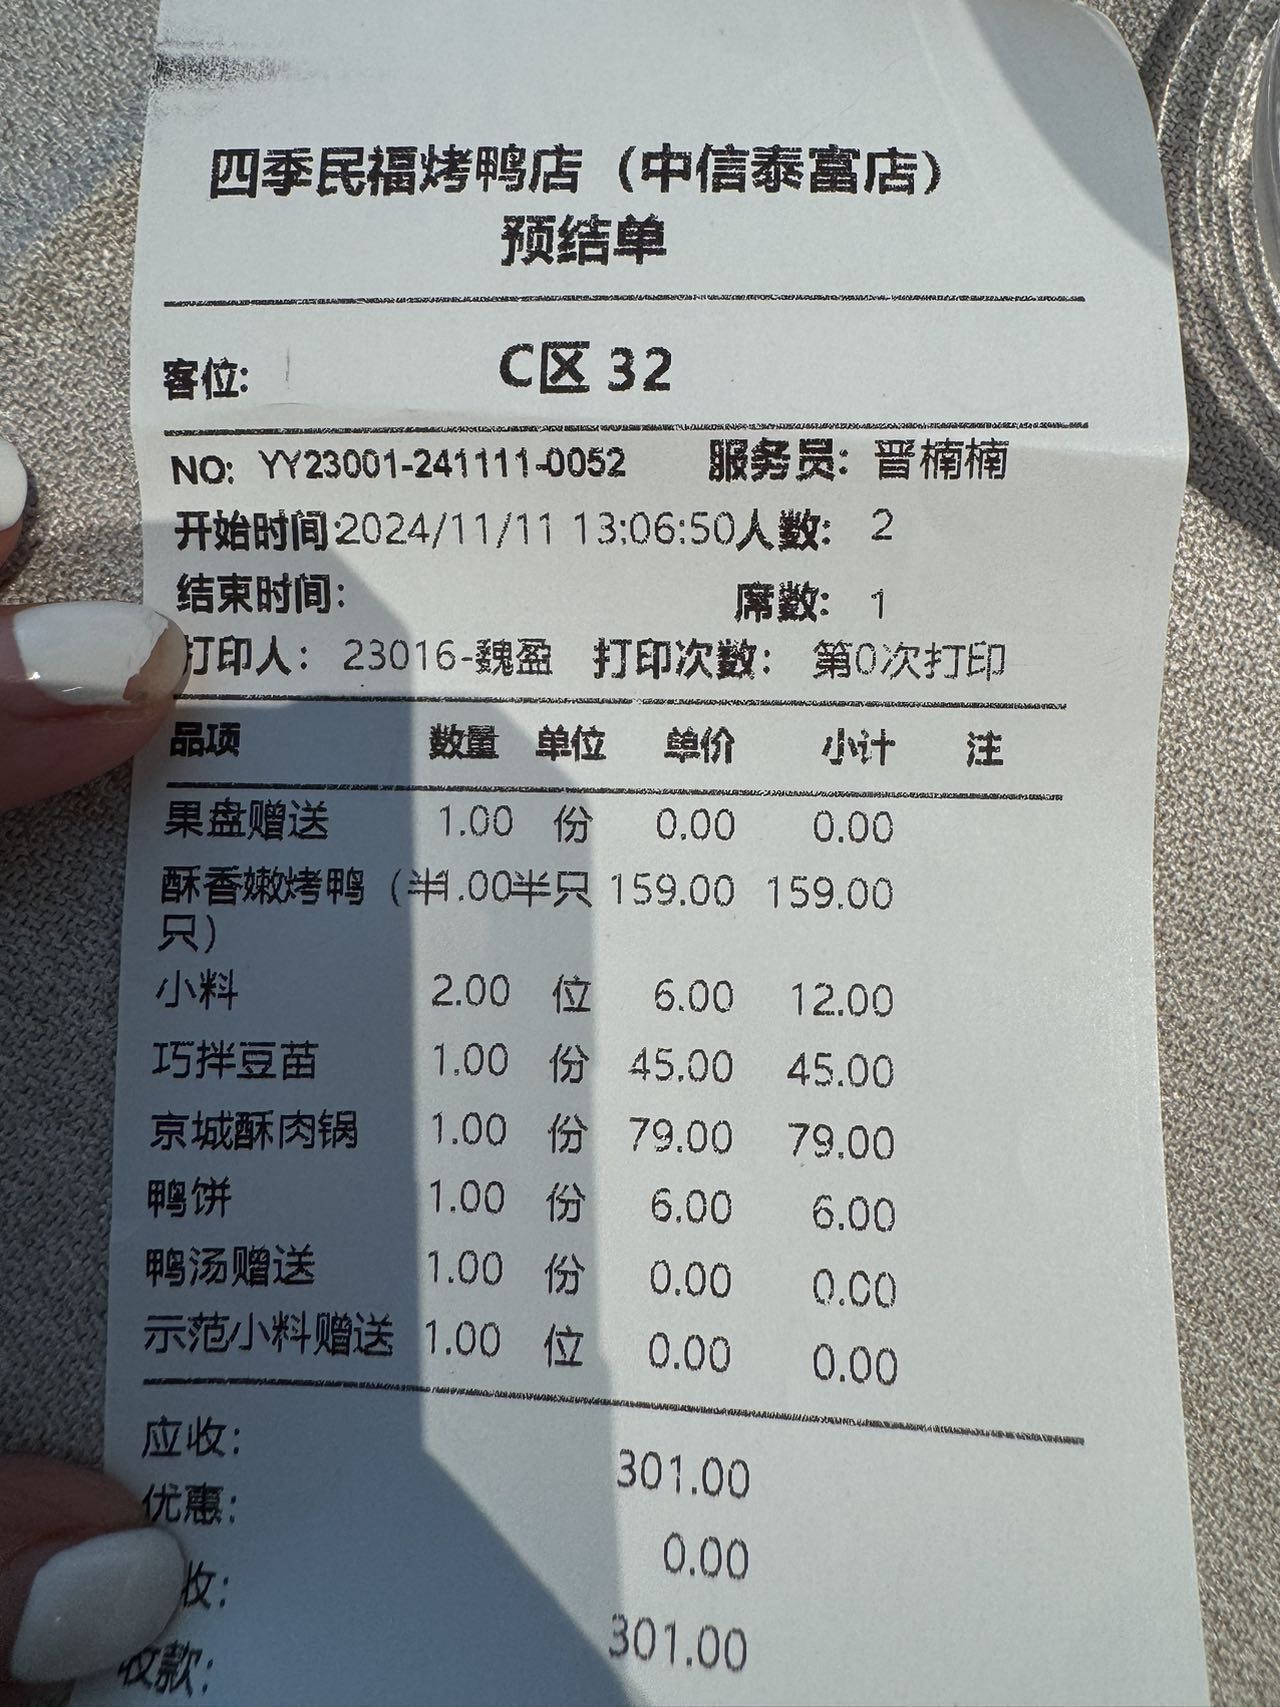 四季民福烤鸭店（中信泰富店）
预结单
客位: C区 32
NO: YY23001-241111-0052 服务员: 晋楠楠
开始时间:2024/11/11 13:06:50人数: 2
结束时间: 席数: 1
打印人: 23016-魏盈 打印次数: 第0次打印
品项 数量 单位 单价 小计 注
果盘赠送 1.00 份 0.00 0.00
酥香嫩烤鸭（半1.00半只 159.00 159.00
只）
小料 2.00 位 6.00 12.00
巧拌豆苗 1.00 份 45.00 45.00
京城酥肉锅 1.00 份 79.00 79.00
鸭饼 1.00 份 6.00 6.00
鸭汤赠送 1.00 份 0.00 0.00
示范小料赠送 1.00 位 0.00 0.00
应收: 301.00
优惠: 0.00
收: 301.00
收款: